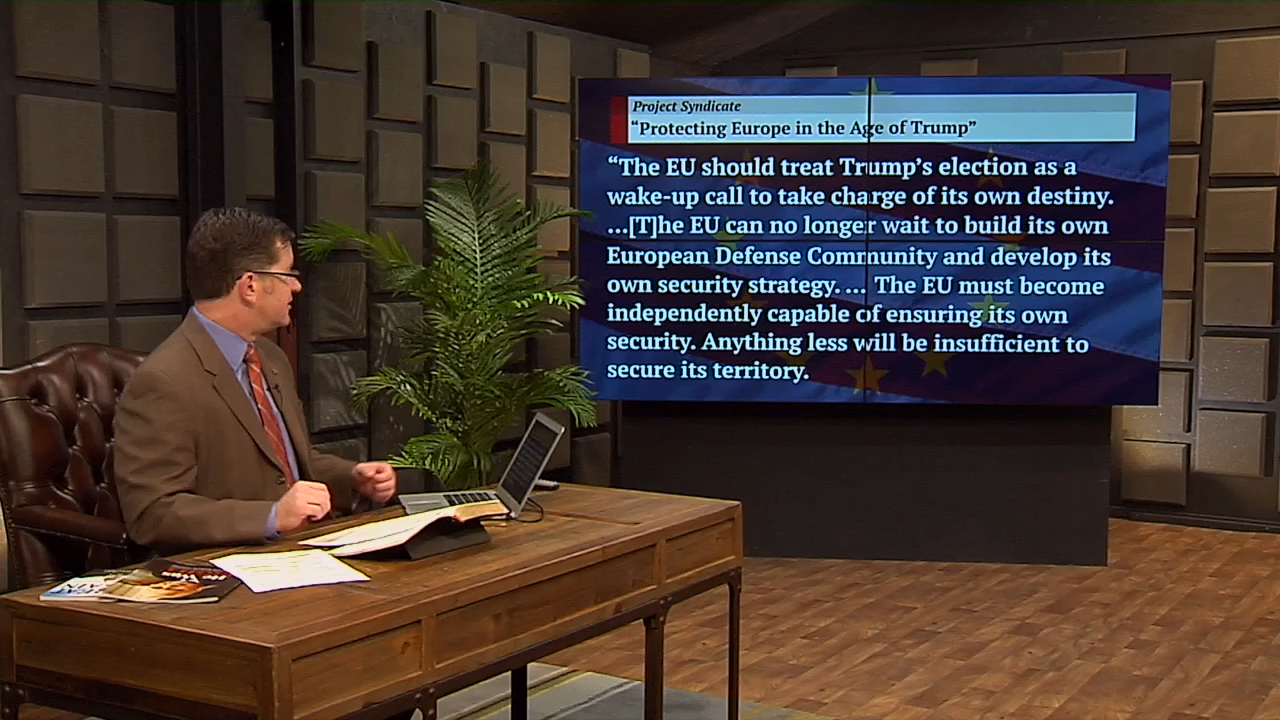 Project Syndicate
“Protecting Europe in the Age of Trump”
“The EU should treat Trump’s election as a
wake-up call to take charge of its own destiny.
...[T]he EU can no longer wait to build its own
European Defense Community and develop its
own security strategy. ... The EU must become
independently capable of ensuring its own
security. Anything less will be insufficient to
secure its territory.